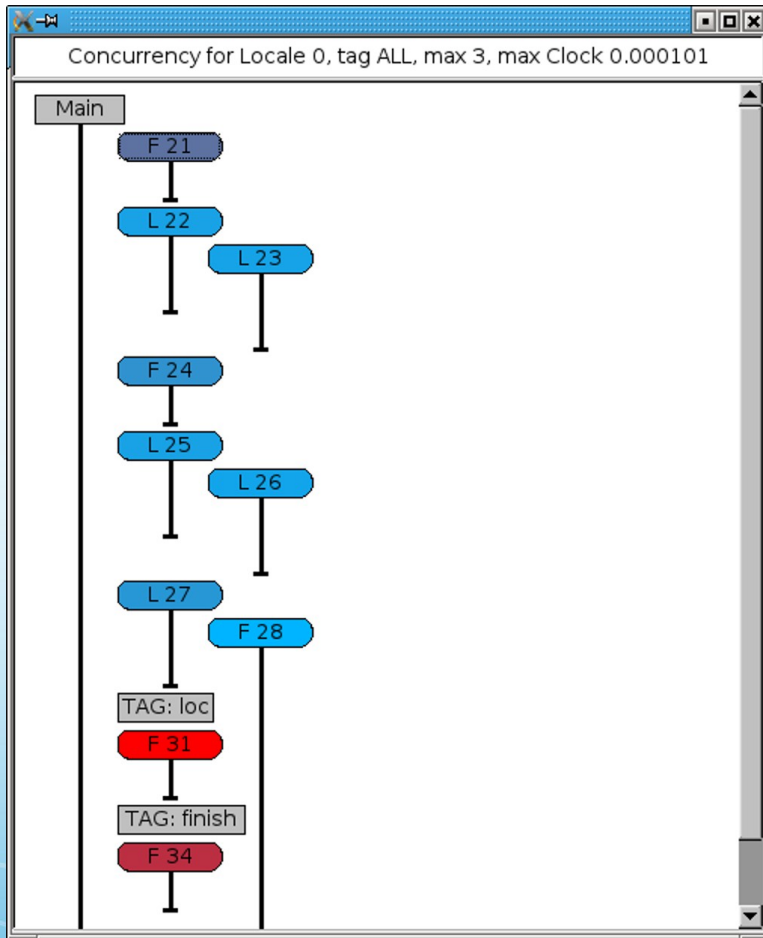 Concurrency for Locale 0, tag ALL, max 3, max Clock 0.000101
Main
F 21
L 22
L 23
F 24
L 25
L 26
L 27
F 28
TAG: loc
F 31
TAG: finish
F 34